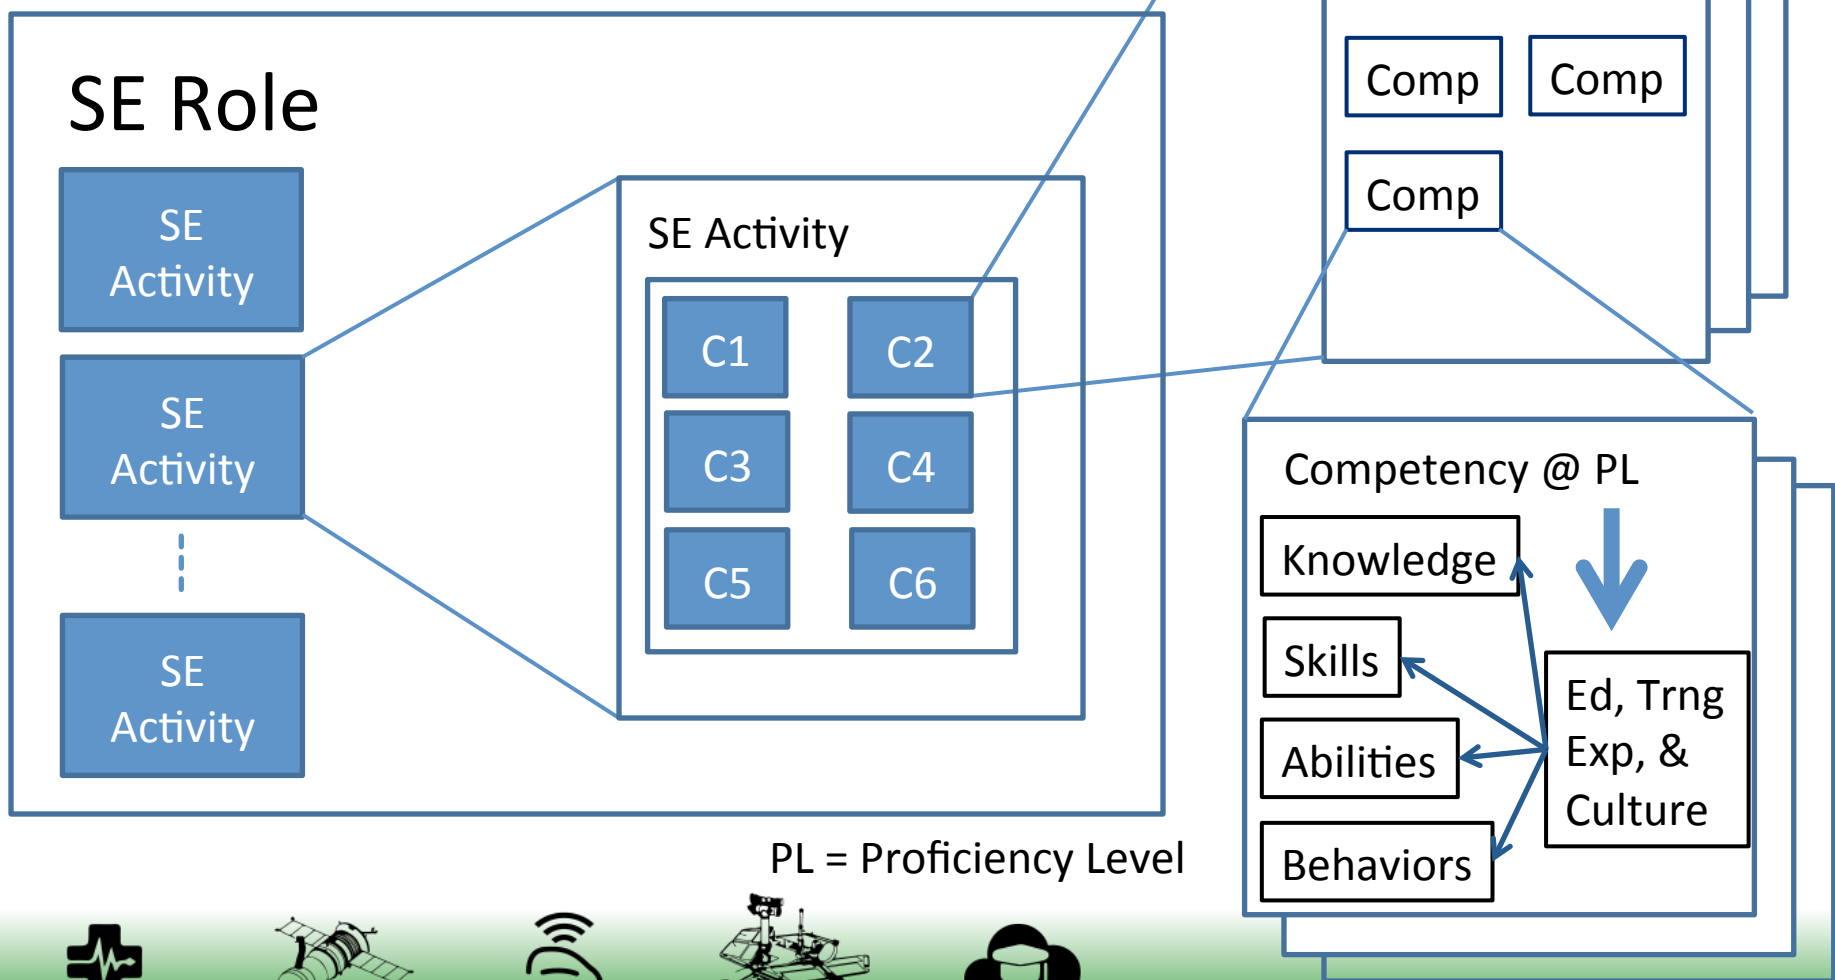 SE Role
SE
Activity
SE
Activity
SE
Activity
SE Activity
C1
C2
C3
C4
C5
C6
Comp
Comp
Comp
Competency @ PL
Knowledge
Skills
Abilities
Behaviors
Ed, Trng
Exp, &
Culture
PL = Proficiency Level